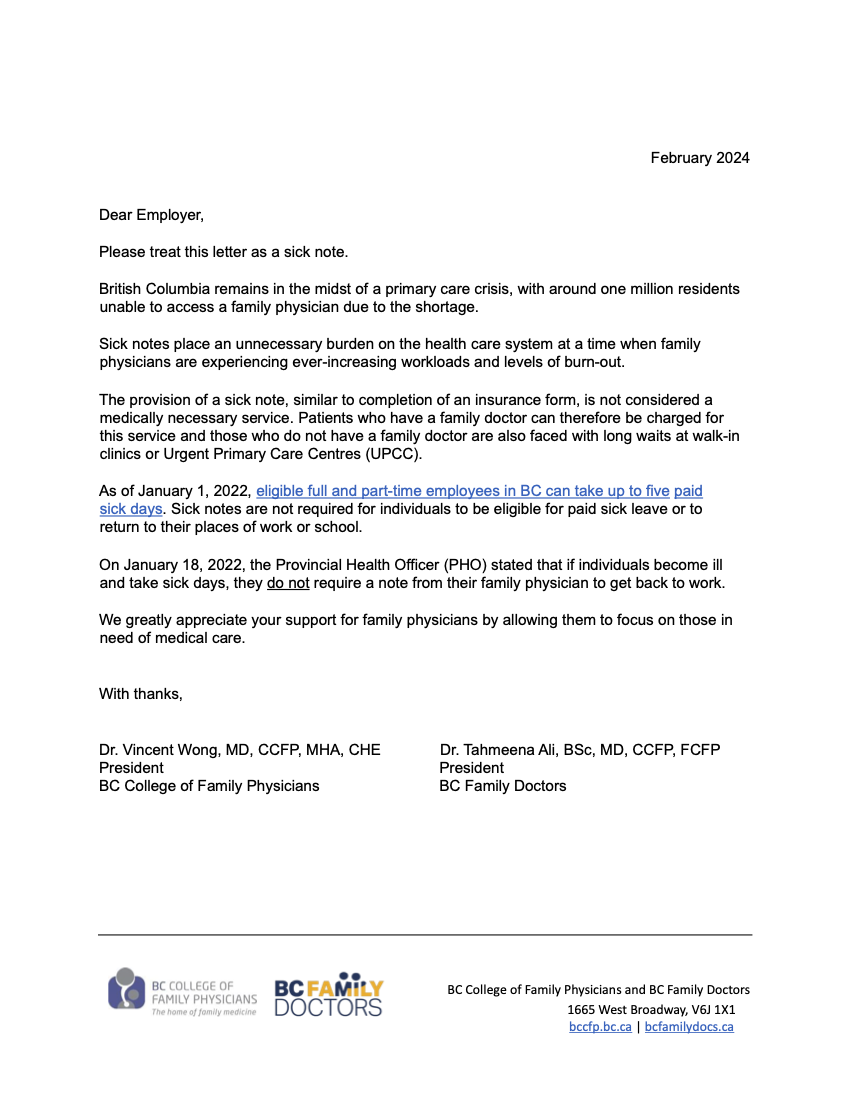 February 2024
Dear Employer,
Please treat this letter as a sick note.
British Columbia remains in the midst of a primary care crisis, with around one million residents
unable to access a family physician due to the shortage.
Sick notes place an unnecessary burden on the health care system at a time when family
physicians are experiencing ever-increasing workloads and levels of burn-out.
The provision of a sick note, similar to completion of an insurance form, is not considered a
medically necessary service. Patients who have a family doctor can therefore be charged for
this service and those who do not have a family doctor are also faced with long waits at walk-in
clinics or Urgent Primary Care Centres (UPCC).
As of January 1, 2022, eligible full and part-time employees in BC can take up to five paid
sick days. Sick notes are not required for individuals to be eligible for paid sick leave or to
return to their places of work or school.
On January 18, 2022, the Provincial Health Officer (PHO) stated that if individuals become ill
and take sick days, they do not require a note from their family physician to get back to work.
We greatly appreciate your support for family physicians by allowing them to focus on those in
need of medical care.
With thanks,
Dr. Vincent Wong, MD, CCFP, MHA, CHE
President
BC College of Family Physicians
Dr. Tahmeena Ali, BSc, MD, CCFP, FCFP
President
BC Family Doctors
BC COLLEGE OF
FAMILY PHYSICIANS
The home of family medicine
BC FAMILY
DOCTORS
BC College of Family Physicians and BC Family Doctors
1665 West Broadway, V6J 1X1
bccfp.bc.ca | bcfamilydocs.ca